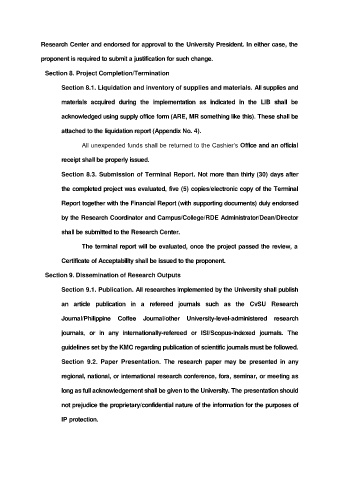 Research Center and endorsed for approval to the University President. In either case, the
proponent is required to submit a justification for such change.
Section 8. Project Completion/Termination
Section 8.1. Liquidation and inventory of supplies and materials. All supplies and
materials acquired during the implementation as indicated in the LIB shall be
acknowledged using supply office form (ARE, MR something like this). These shall be
attached to the liquidation report (Appendix No. 4).
All unexpended funds shall be returned to the Cashier's Office and an official
receipt shall be properly issued.
Section 8.3. Submission of Terminal Report. Not more than thirty (30) days after
the completed project was evaluated, five (5) copies/electronic copy of the Terminal
Report together with the Financial Report (with supporting documents) duly endorsed
by the Research Coordinator and Campus/College/RDE Administrator/Dean/Director
shall be submitted to the Research Center.
The terminal report will be evaluated, once the project passed the review, a
Certificate of Acceptability shall be issued to the proponent.
Section 9. Dissemination of Research Outputs
Section 9.1. Publication. All researches implemented by the University shall publish
an article publication in a refereed journals such as the CvSU Research
Journal/Philippine Coffee Journal/other University-level-administered research
journals, or in any internationally-refereed or ISI/Scopus-indexed journals. The
guidelines set by the KMC regarding publication of scientific journals must be followed.
Section 9.2. Paper Presentation. The research paper may be presented in any
regional, national, or international research conference, fora, seminar, or meeting as
long as full acknowledgement shall be given to the University. The presentation should
not prejudice the proprietary/confidential nature of the information for the purposes of
IP protection.